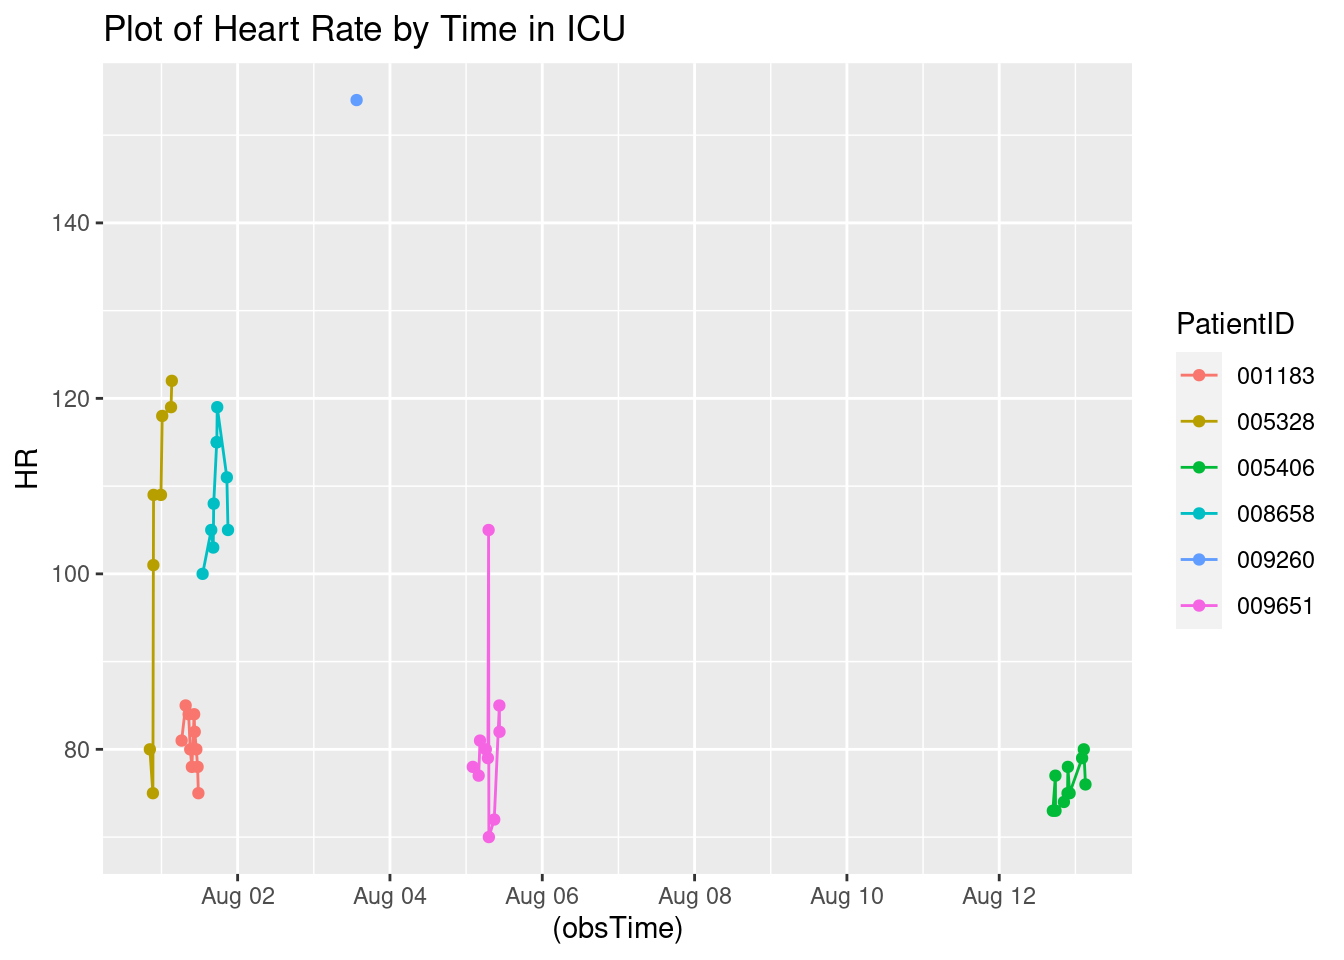 Plot of Heart Rate by Time in ICU
140
120
100
80
HR
Aug 02
Aug 04
Aug 06
Aug 08
Aug 10
Aug 12
(obsTime)
PatientID
001183
005328
005406
008658
009260
009651